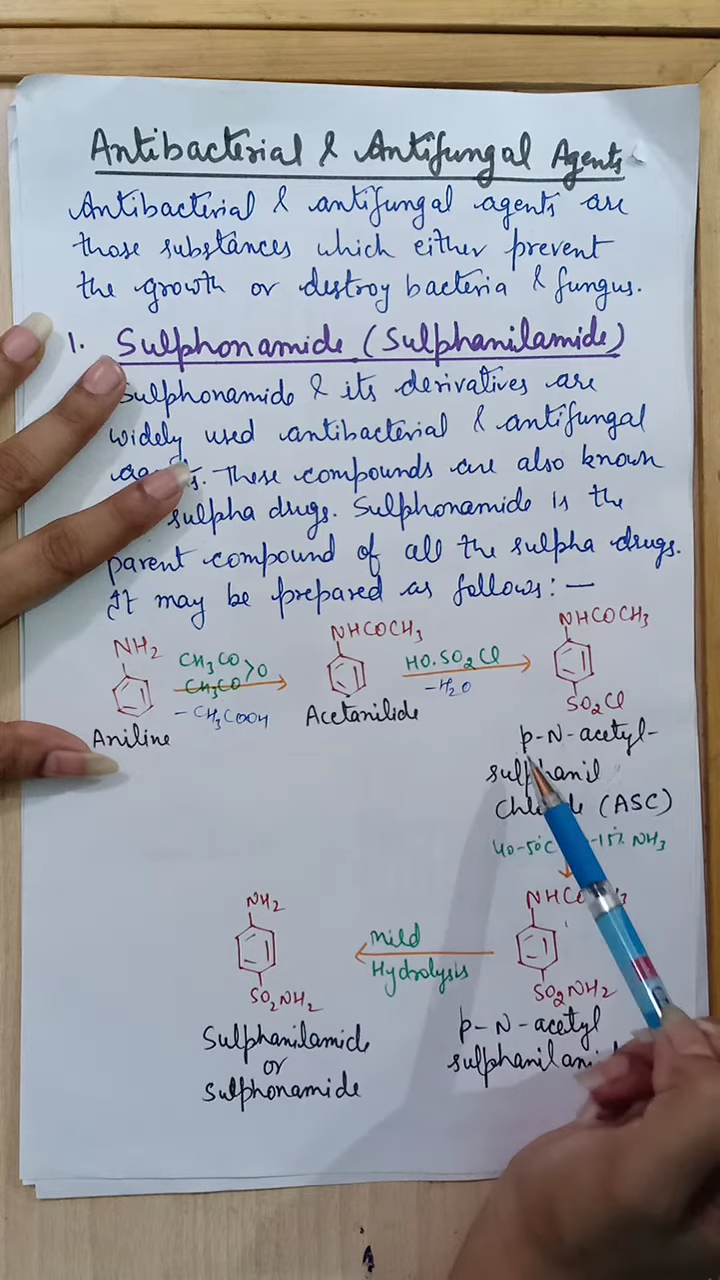 Antibacterial & Antifungal Agents
Antibacterial & antifungal agents are
those substances which either prevent
the growth or destroy bacteria & fungus.
1. Sulphonamide (Sulphanilamide)
Sulphonamide & its derivatives are
widely used antibacterial & antifungal
These compounds are also known
sulpha drugs. Sulphonamide is the
parent compound of all the sulpha drugs.
It may be prepared as follows:—
NH2
CH3CO
CH3CO >O
-CH3COOH
Aniline
NHCOCH3
Acetanilide
HO.SO2Cl
-H2O
NHCOCH3
SO2Cl
p-N-acetyl-
sulphanil
(ASC)
40-50°C -15% NH3
SO2NH2
p-N-acetyl
Mild
Hydrolysis
NH2
SO2NH2
Sulphanilamide
or
Sulphonamide